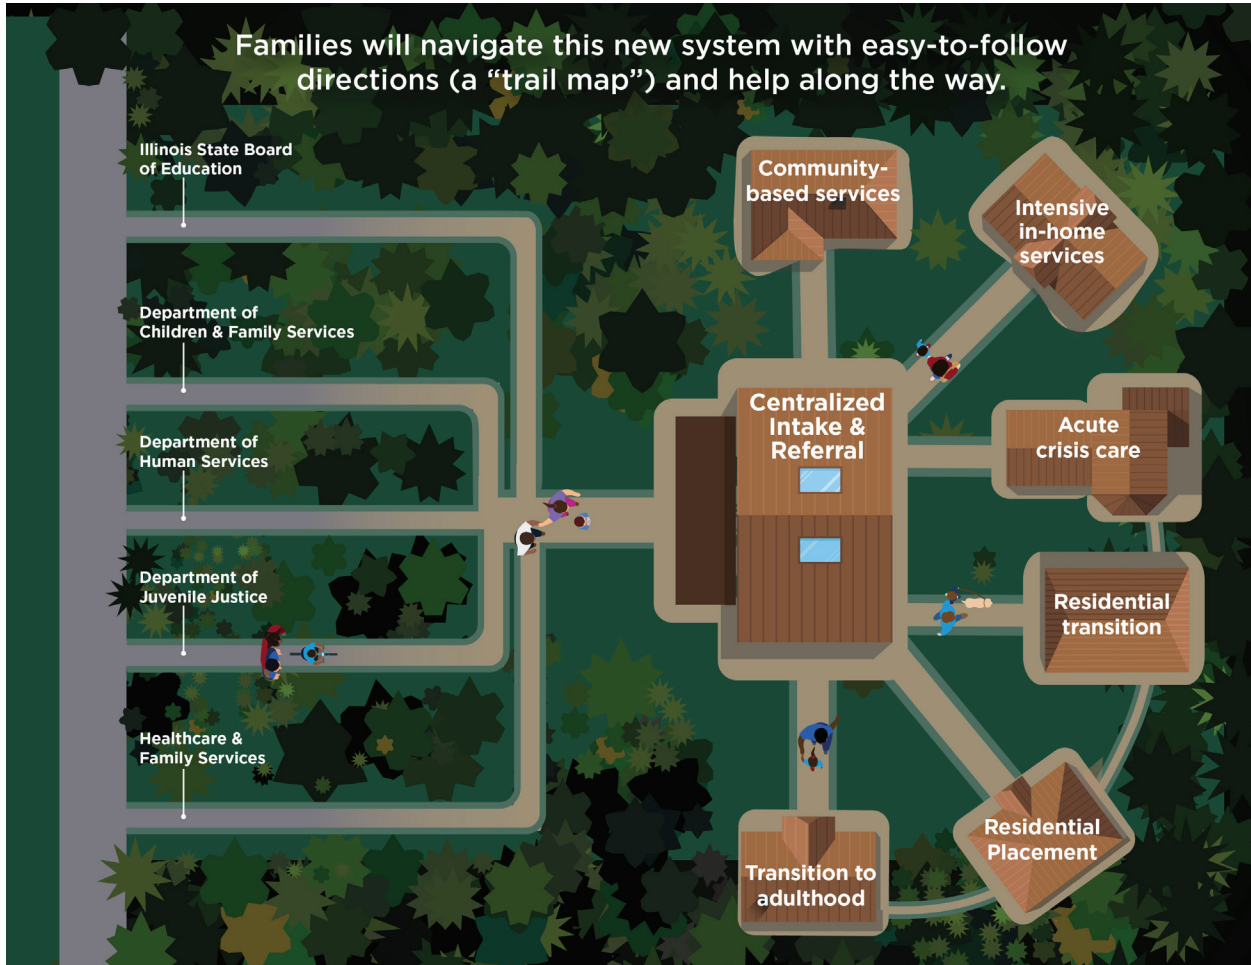 Families will navigate this new system with easy-to-follow
directions (a “trail map”) and help along the way.
Illinois State Board
of Education
Department of
Children & Family Services
Department of
Human Services
Department of
Juvenile Justice
Healthcare &
Family Services
Centralized
Intake &
Referral
Community-
based services
Intensive
in-home
services
Acute
crisis care
Residential
transition
Residential
Placement
Transition to
adulthood